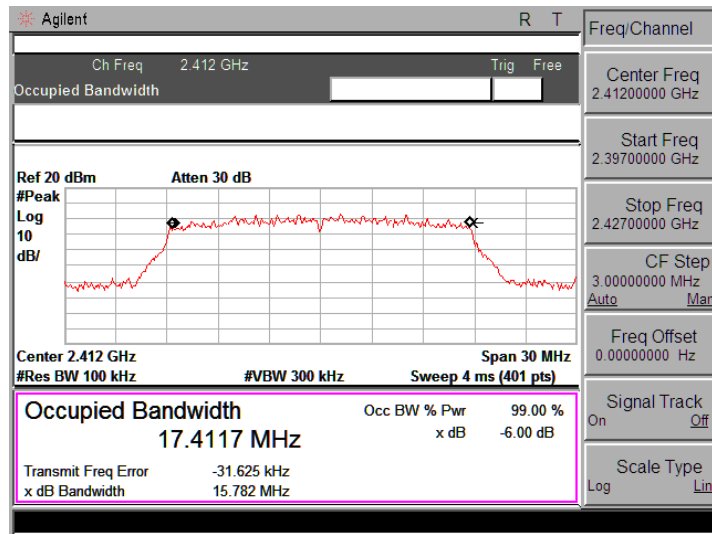 Agilent R T
Ch Freq 2.412 GHz Trig Free
Occupied Bandwidth
Ref 20 dBm Atten 30 dB
#Peak
Log
10
dB/
Center 2.412 GHz Span 30 MHz
#Res BW 100 kHz #VBW 300 kHz Sweep 4 ms (401 pts)
Occupied Bandwidth
17.4117 MHz
Occ BW % Pwr 99.00 %
x dB -6.00 dB
Transmit Freq Error -31.625 kHz
x dB Bandwidth 15.782 MHz
Freq/Channel
Center Freq
2.41200000 GHz
Start Freq
2.39700000 GHz
Stop Freq
2.42700000 GHz
CF Step
3.00000000 MHz
Auto Man
Freq Offset
0.00000000 Hz
Signal Track
On Off
Scale Type
Log Lin